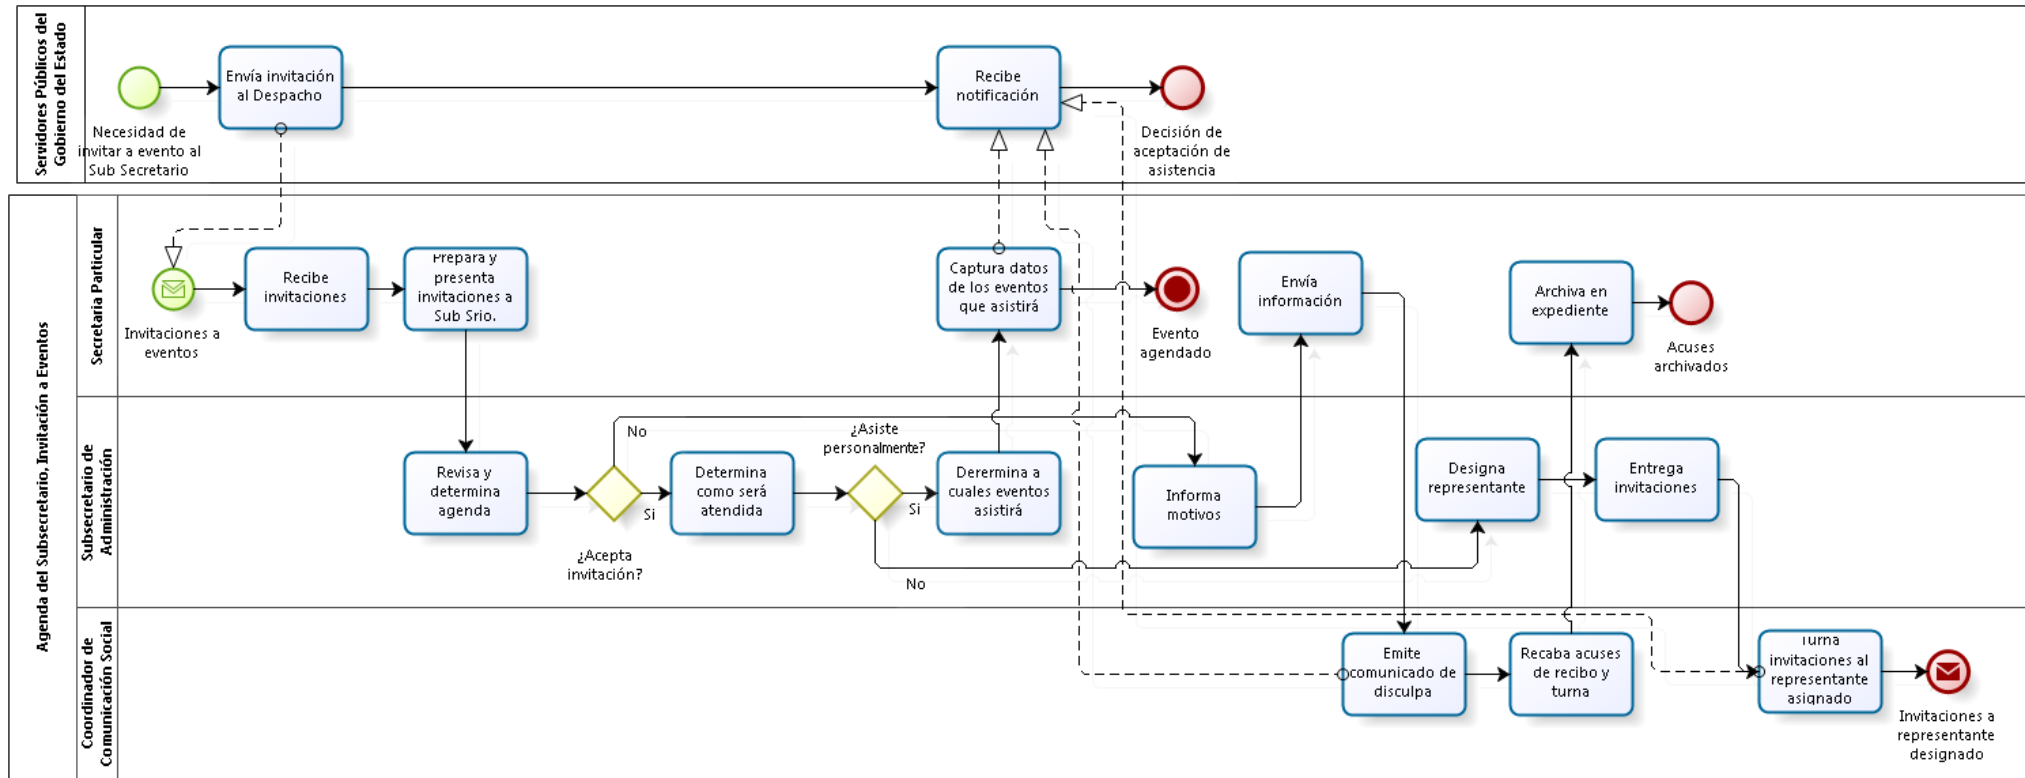 Servidores Públicos del
Gobierno del Estado
Necesidad de
invitar a evento al
Sub Secretario
Envía invitación
al Despacho
Recibe
notificación
Decisión de
aceptación de
asistencia
Agenda del Subsecretario, Invitación a Eventos
Secretaria Particular
Invitaciones a
eventos
Recibe
invitaciones
Prepara y
presenta
invitaciones a
Sub Srio.
Captura datos
de los eventos
que asistirá
Evento
agendado
Envía
información
Archiva en
expediente
Acuses
archivados
Subsecretario de
Administración
Revisa y
determina
agenda
No
Si
¿Acepta
invitación?
Determina
como será
atendida
¿Asiste
personalmente?
Si
No
Derermina a
cuales eventos
asistirá
Informa
motivos
Designa
representante
Entrega
invitaciones
Coordinador de
Comunicación Social
Emite
comunicado de
disculpa
Recaba acuses
de recibo y
turna
Turna
invitaciones al
representante
asignado
Invitaciones a
representante
designado